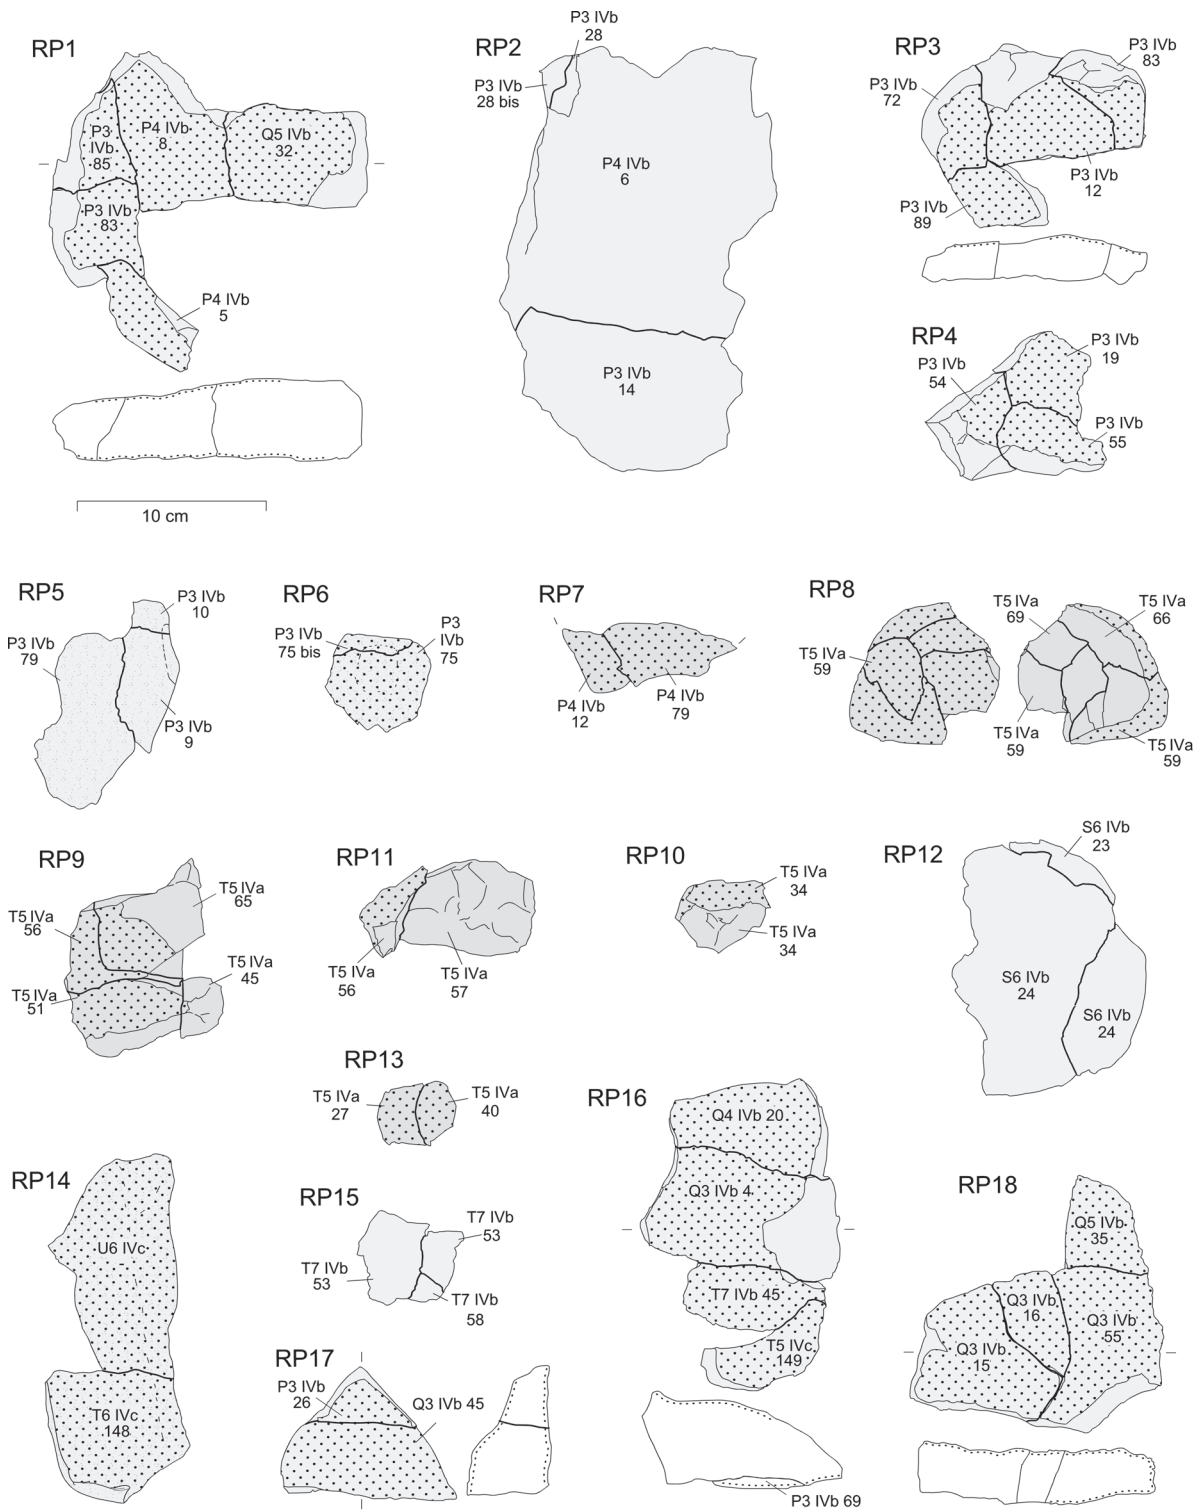 RP1
P3
IVb
85
P4 IVb
8
Q5 IVb
32
P3 IVb
83
P4 IVb
5
10 cm
RP2
P3 IVb
28
P3 IVb
28 bis
P4 IVb
6
P3 IVb
14
RP3
P3 IVb
83
P3 IVb
72
P3 IVb
12
P3 IVb
89
RP4
P3 IVb
19
P3 IVb
54
P3 IVb
55
RP5
P3 IVb
10
P3 IVb
79
P3 IVb
9
RP6
P3 IVb
75 bis
P3
IVb
75
RP7
P4 IVb
12
P4 IVb
79
RP8
T5 IVa
59
T5 IVa
69
T5 IVa
66
T5 IVa
59
T5 IVa
59
RP9
T5 IVa
65
T5 IVa
56
T5 IVa
45
T5 IVa
51
RP11
T5 IVa
56
T5 IVa
57
RP10
T5 IVa
34
T5 IVa
34
RP12
S6 IVb
23
S6 IVb
24
S6 IVb
24
RP13
T5 IVa
27
T5 IVa
40
RP14
U6 IVc
T6 IVc
148
RP15
T7 IVb
53
T7 IVb
53
T7 IVb
58
RP16
Q4 IVb 20
Q3 IVb 4
T7 IVb 45
T5 IVc
149
P3 IVb 69
RP17
P3 IVb
26
Q3 IVb 45
RP18
Q5 IVb
35
Q3 IVb
16
Q3 IVb
55
Q3 IVb
15